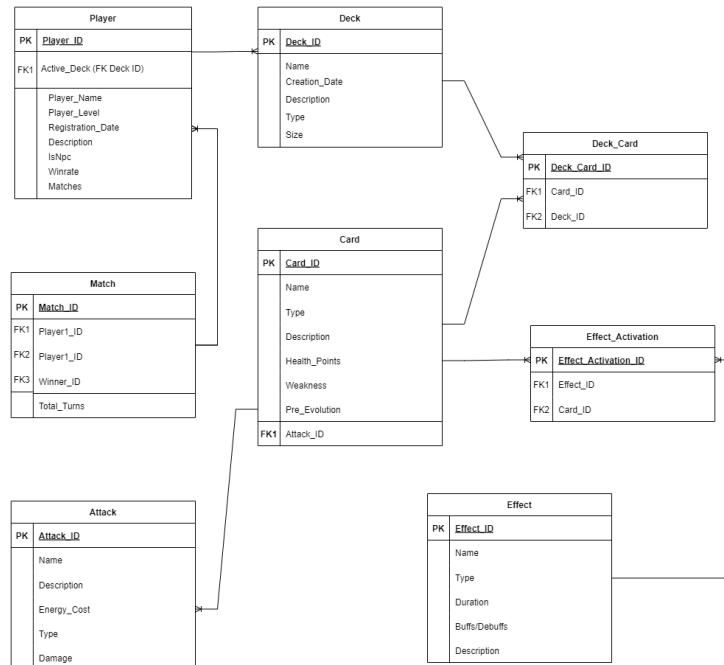 Player
PK Player_ID
FK1 Active_Deck (FK Deck ID)
Player_Name
Player_Level
Registration_Date
Description
IsNpc
Winrate
Matches
Deck
PK Deck_ID
Name
Creation_Date
Description
Type
Size
Deck_Card
PK Deck_Card_ID
FK1 Card_ID
FK2 Deck_ID
Card
PK Card_ID
Name
Type
Description
Health_Points
Weakness
Pre_Evolution
FK1 Attack_ID
Match
PK Match_ID
FK1 Player1_ID
FK2 Player1_ID
FK3 Winner_ID
Total_Turns
Effect_Activation
PK Effect_Activation_ID
FK1 Effect_ID
FK2 Card_ID
Attack
PK Attack_ID
Name
Description
Energy_Cost
Type
Damage
Effect
PK Effect_ID
Name
Type
Duration
Buffs/Debuffs
Description